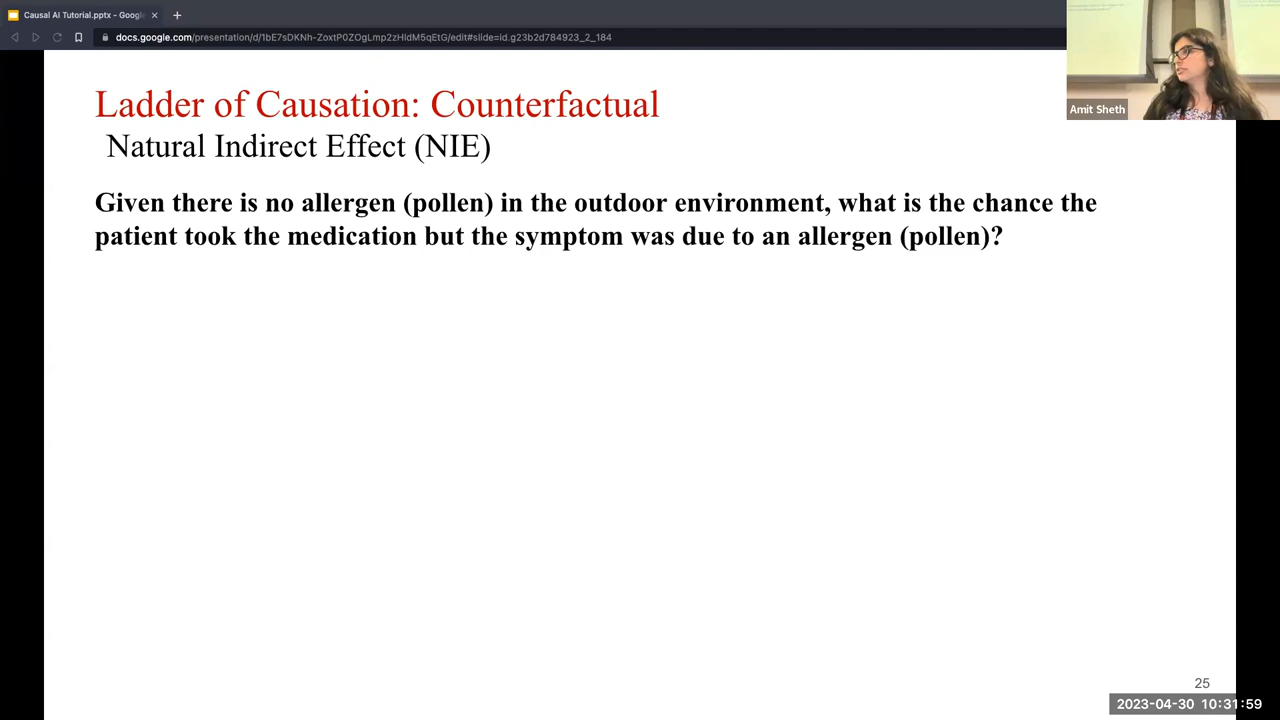 Causal AI Tutorial.pptx - Google
docs.google.com/presentation/d/1bE7sDKNh-ZoxtP0ZOgLmp2zHldM5qEtG/edit#slide=id.g23b2d784923_2_184
Amit Sheth
Ladder of Causation: Counterfactual
Natural Indirect Effect (NIE)
Given there is no allergen (pollen) in the outdoor environment, what is the chance the
patient took the medication but the symptom was due to an allergen (pollen)?
25
2023-04-30 10:31:59